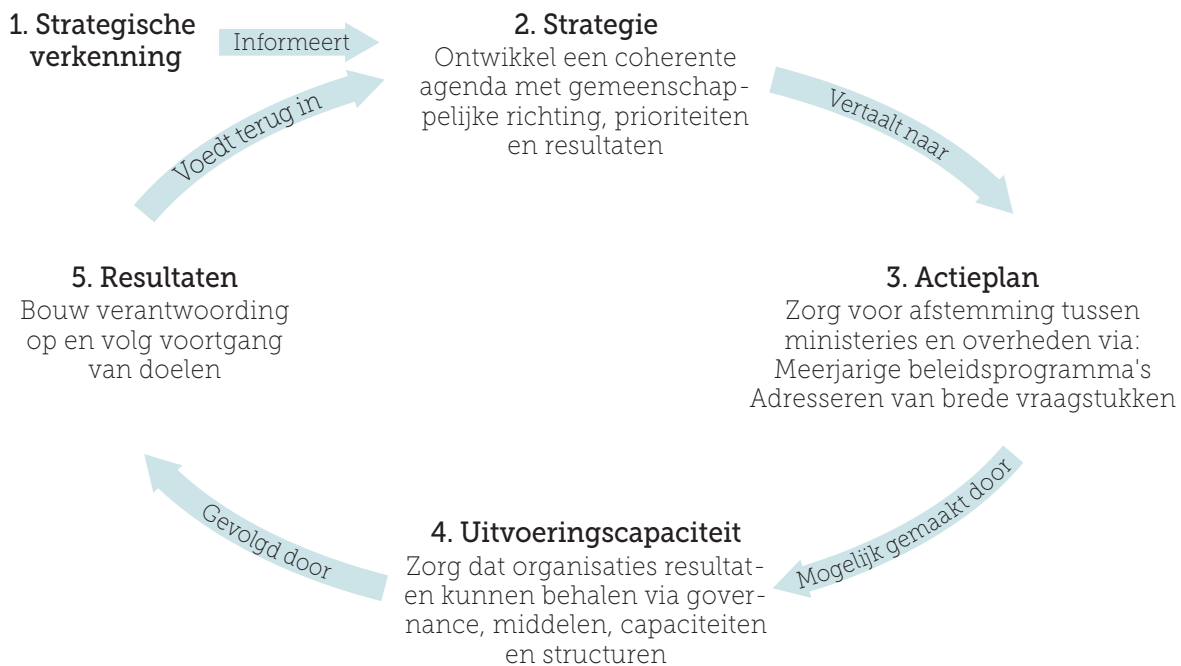 1. Strategische
verkenning
Informeert
2. Strategie
Ontwikkel een coherente
agenda met gemeenschap-
pelijke richting, prioriteiten
en resultaten
Vertaalt naar
3. Actieplan
Zorg voor afstemming tussen
ministeries en overheden via:
Meerjarige beleidsprogramma's
Adresseren van brede vraagstukken
Mogelijk gemaakt door
4. Uitvoeringscapaciteit
Zorg dat organisaties resultat-
en kunnen behalen via gover-
nance, middelen, capaciteiten
en structuren
Gevolgd door
5. Resultaten
Bouw verantwoording
op en volg voortgang
van doelen
Voedt terug in